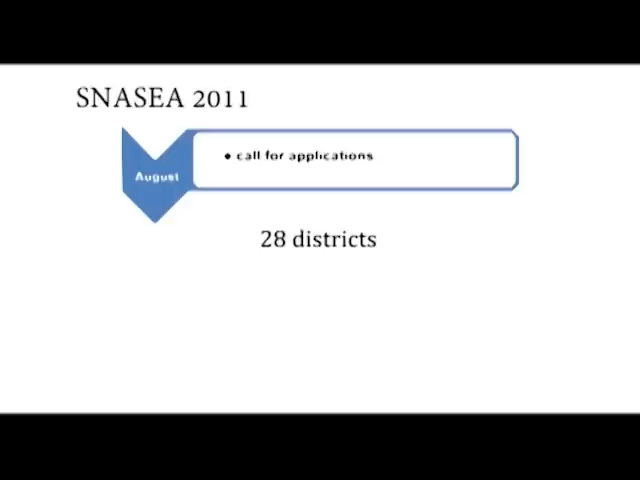 SNASEA 2011
August
• call for applications
28 districts